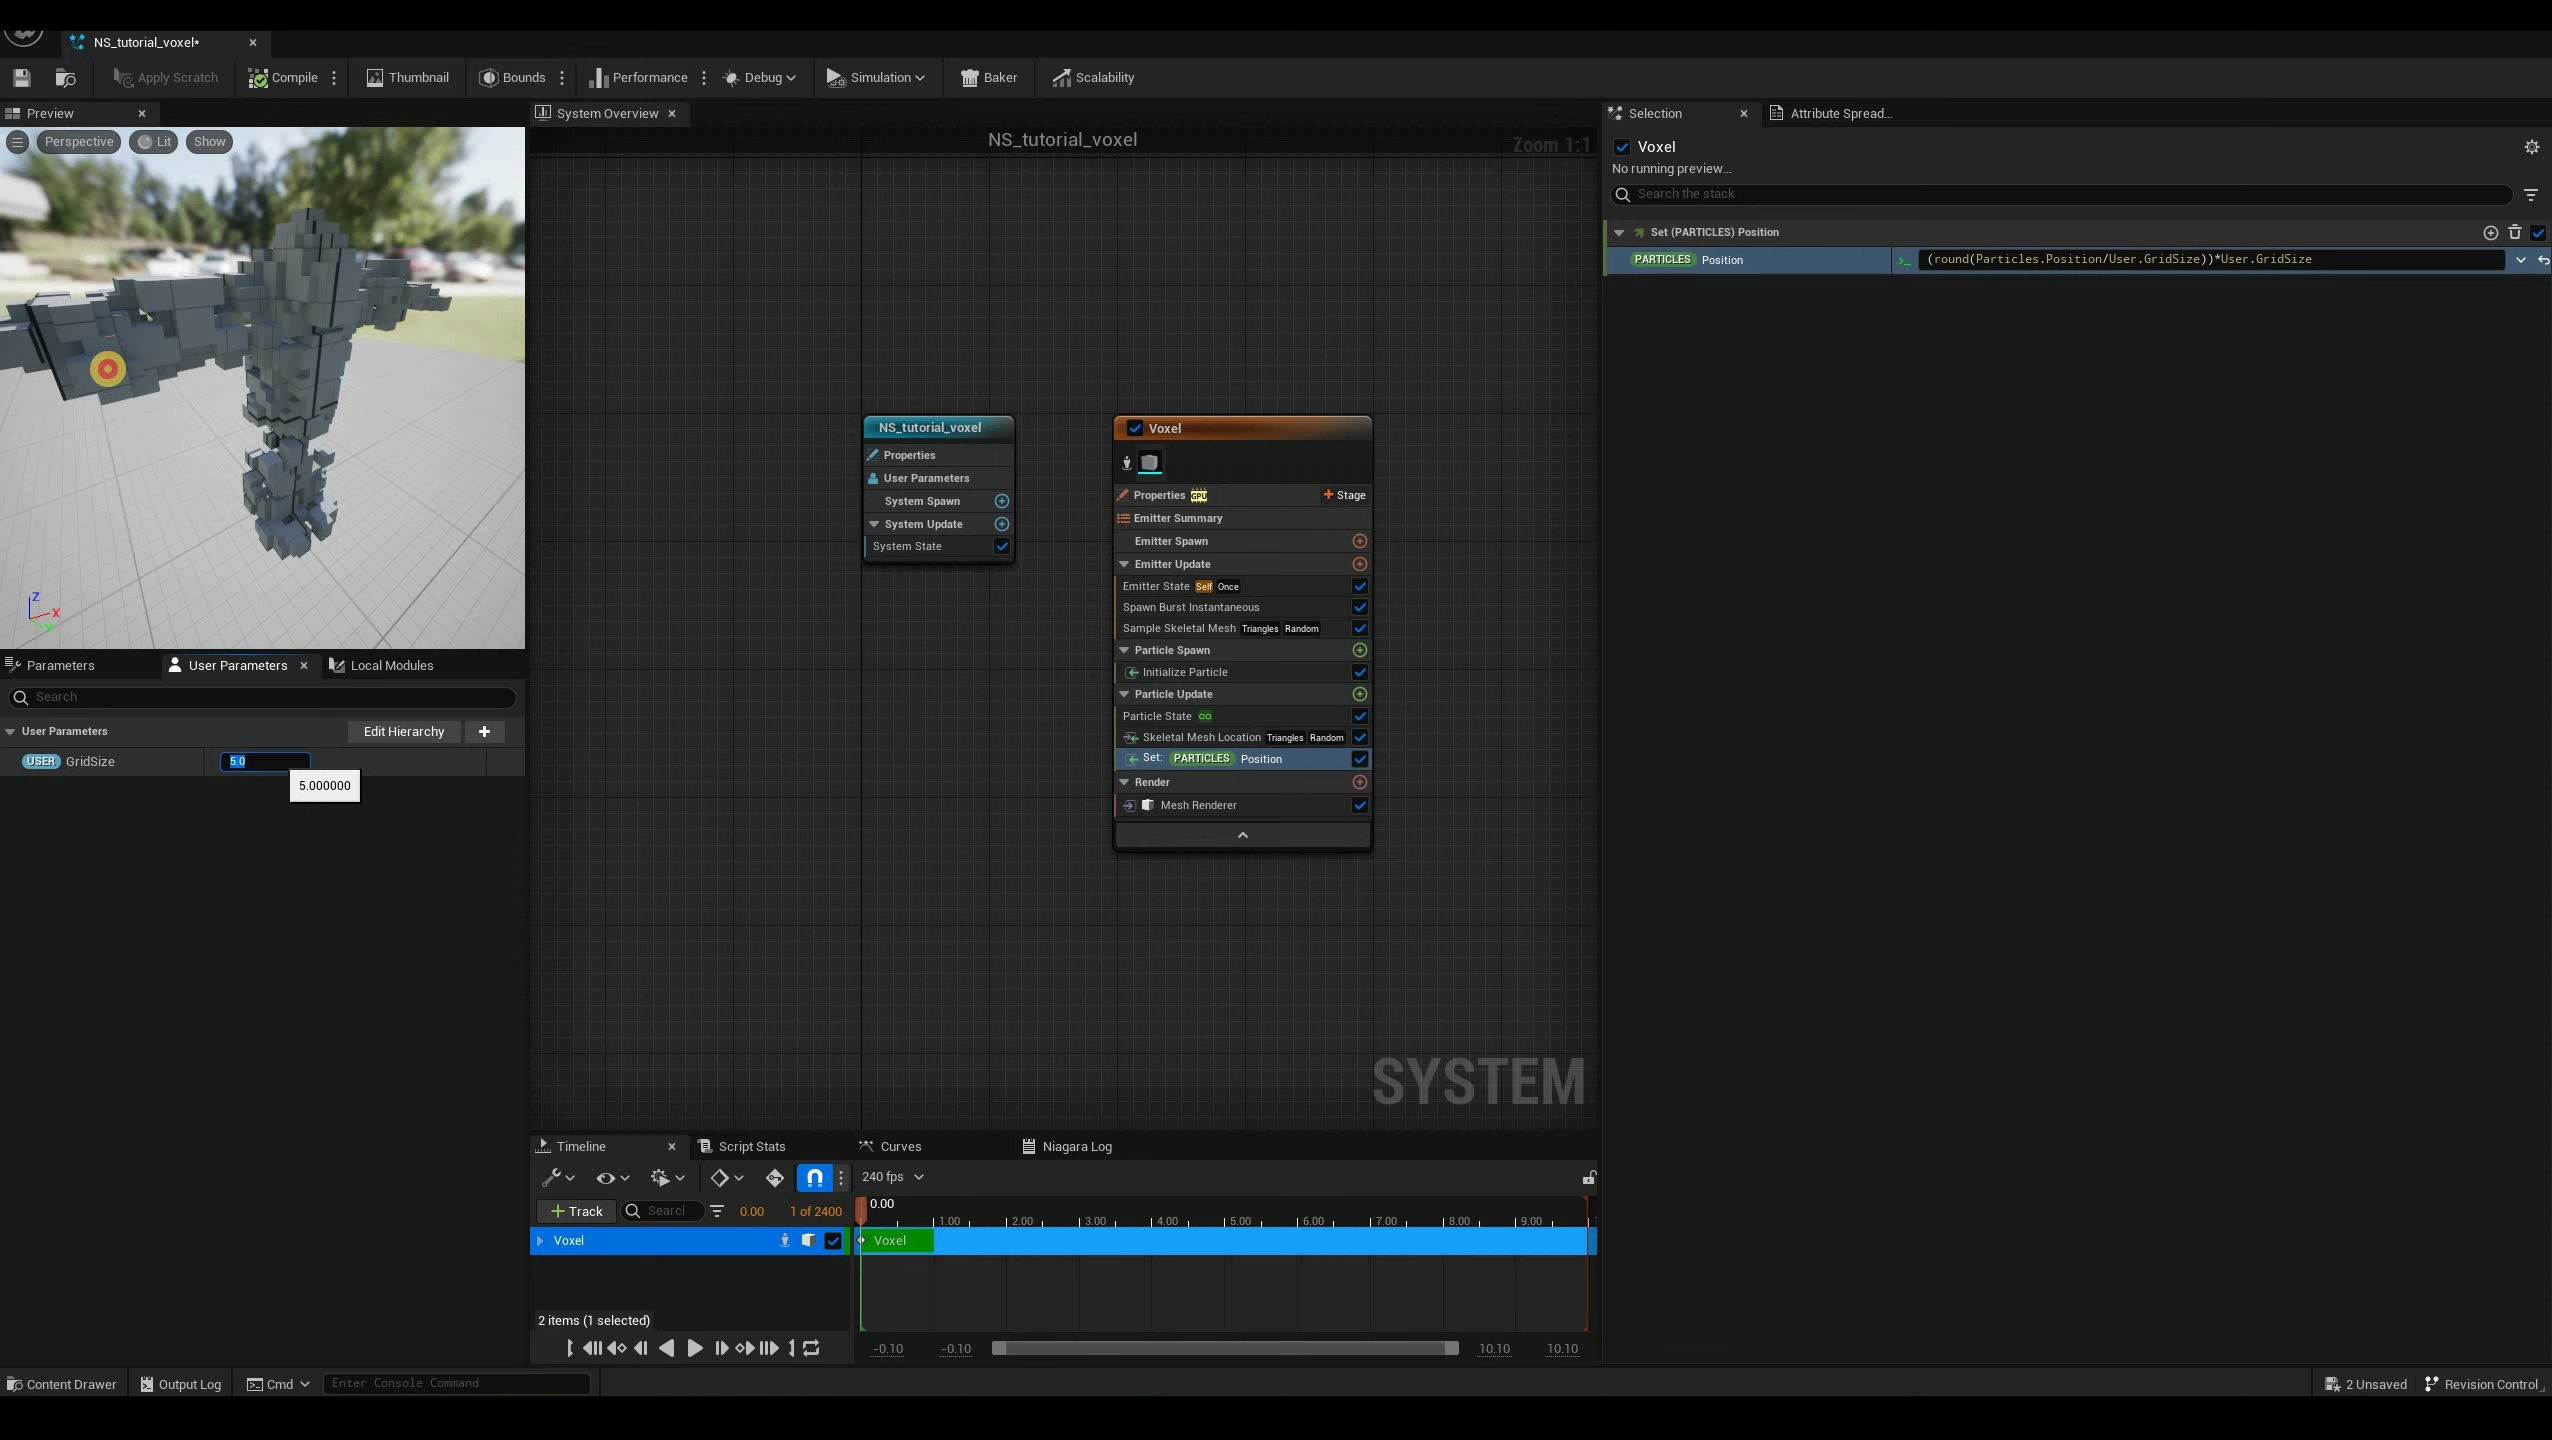 NS_tutorial_voxel*
Apply Scratch
Compile
Thumbnail
Bounds
Performance
Debug
Simulation
Baker
Scalability
Preview
System Overview
Selection
Attribute Spread...
Perspective
Lit
Show
NS_tutorial_voxel
Zoom 1:1
Voxel
No running preview...
Search the stack
Set (PARTICLES) Position
PARTICLES Position
(round(Particles.Position/User.GridSize))*User.GridSize
NS_tutorial_voxel
Properties
User Parameters
System Spawn
System Update
System State
Voxel
Properties GPU
Stage
Emitter Summary
Emitter Spawn
Emitter Update
Emitter State Self Once
Spawn Burst Instantaneous
Sample Skeletal Mesh Triangles Random
Particle Spawn
Initialize Particle
Particle Update
Particle State
Skeletal Mesh Location Triangles Random
Set: PARTICLES Position
Render
Mesh Renderer
Z
X
Y
Parameters
User Parameters
Local Modules
Search
User Parameters
Edit Hierarchy
USER GridSize
5.0
5.000000
SYSTEM
Timeline
Script Stats
Curves
Niagara Log
240 fps
Track
Searcl
0.00
1 of 2400
0.00
1.00 2.00 3.00 4.00 5.00 6.00 7.00 8.00 9.00
Voxel
Voxel
2 items (1 selected)
-0.10
-0.10
10.10
10.10
Content Drawer
Output Log
Cmd
Enter Console Command
2 Unsaved
Revision Control